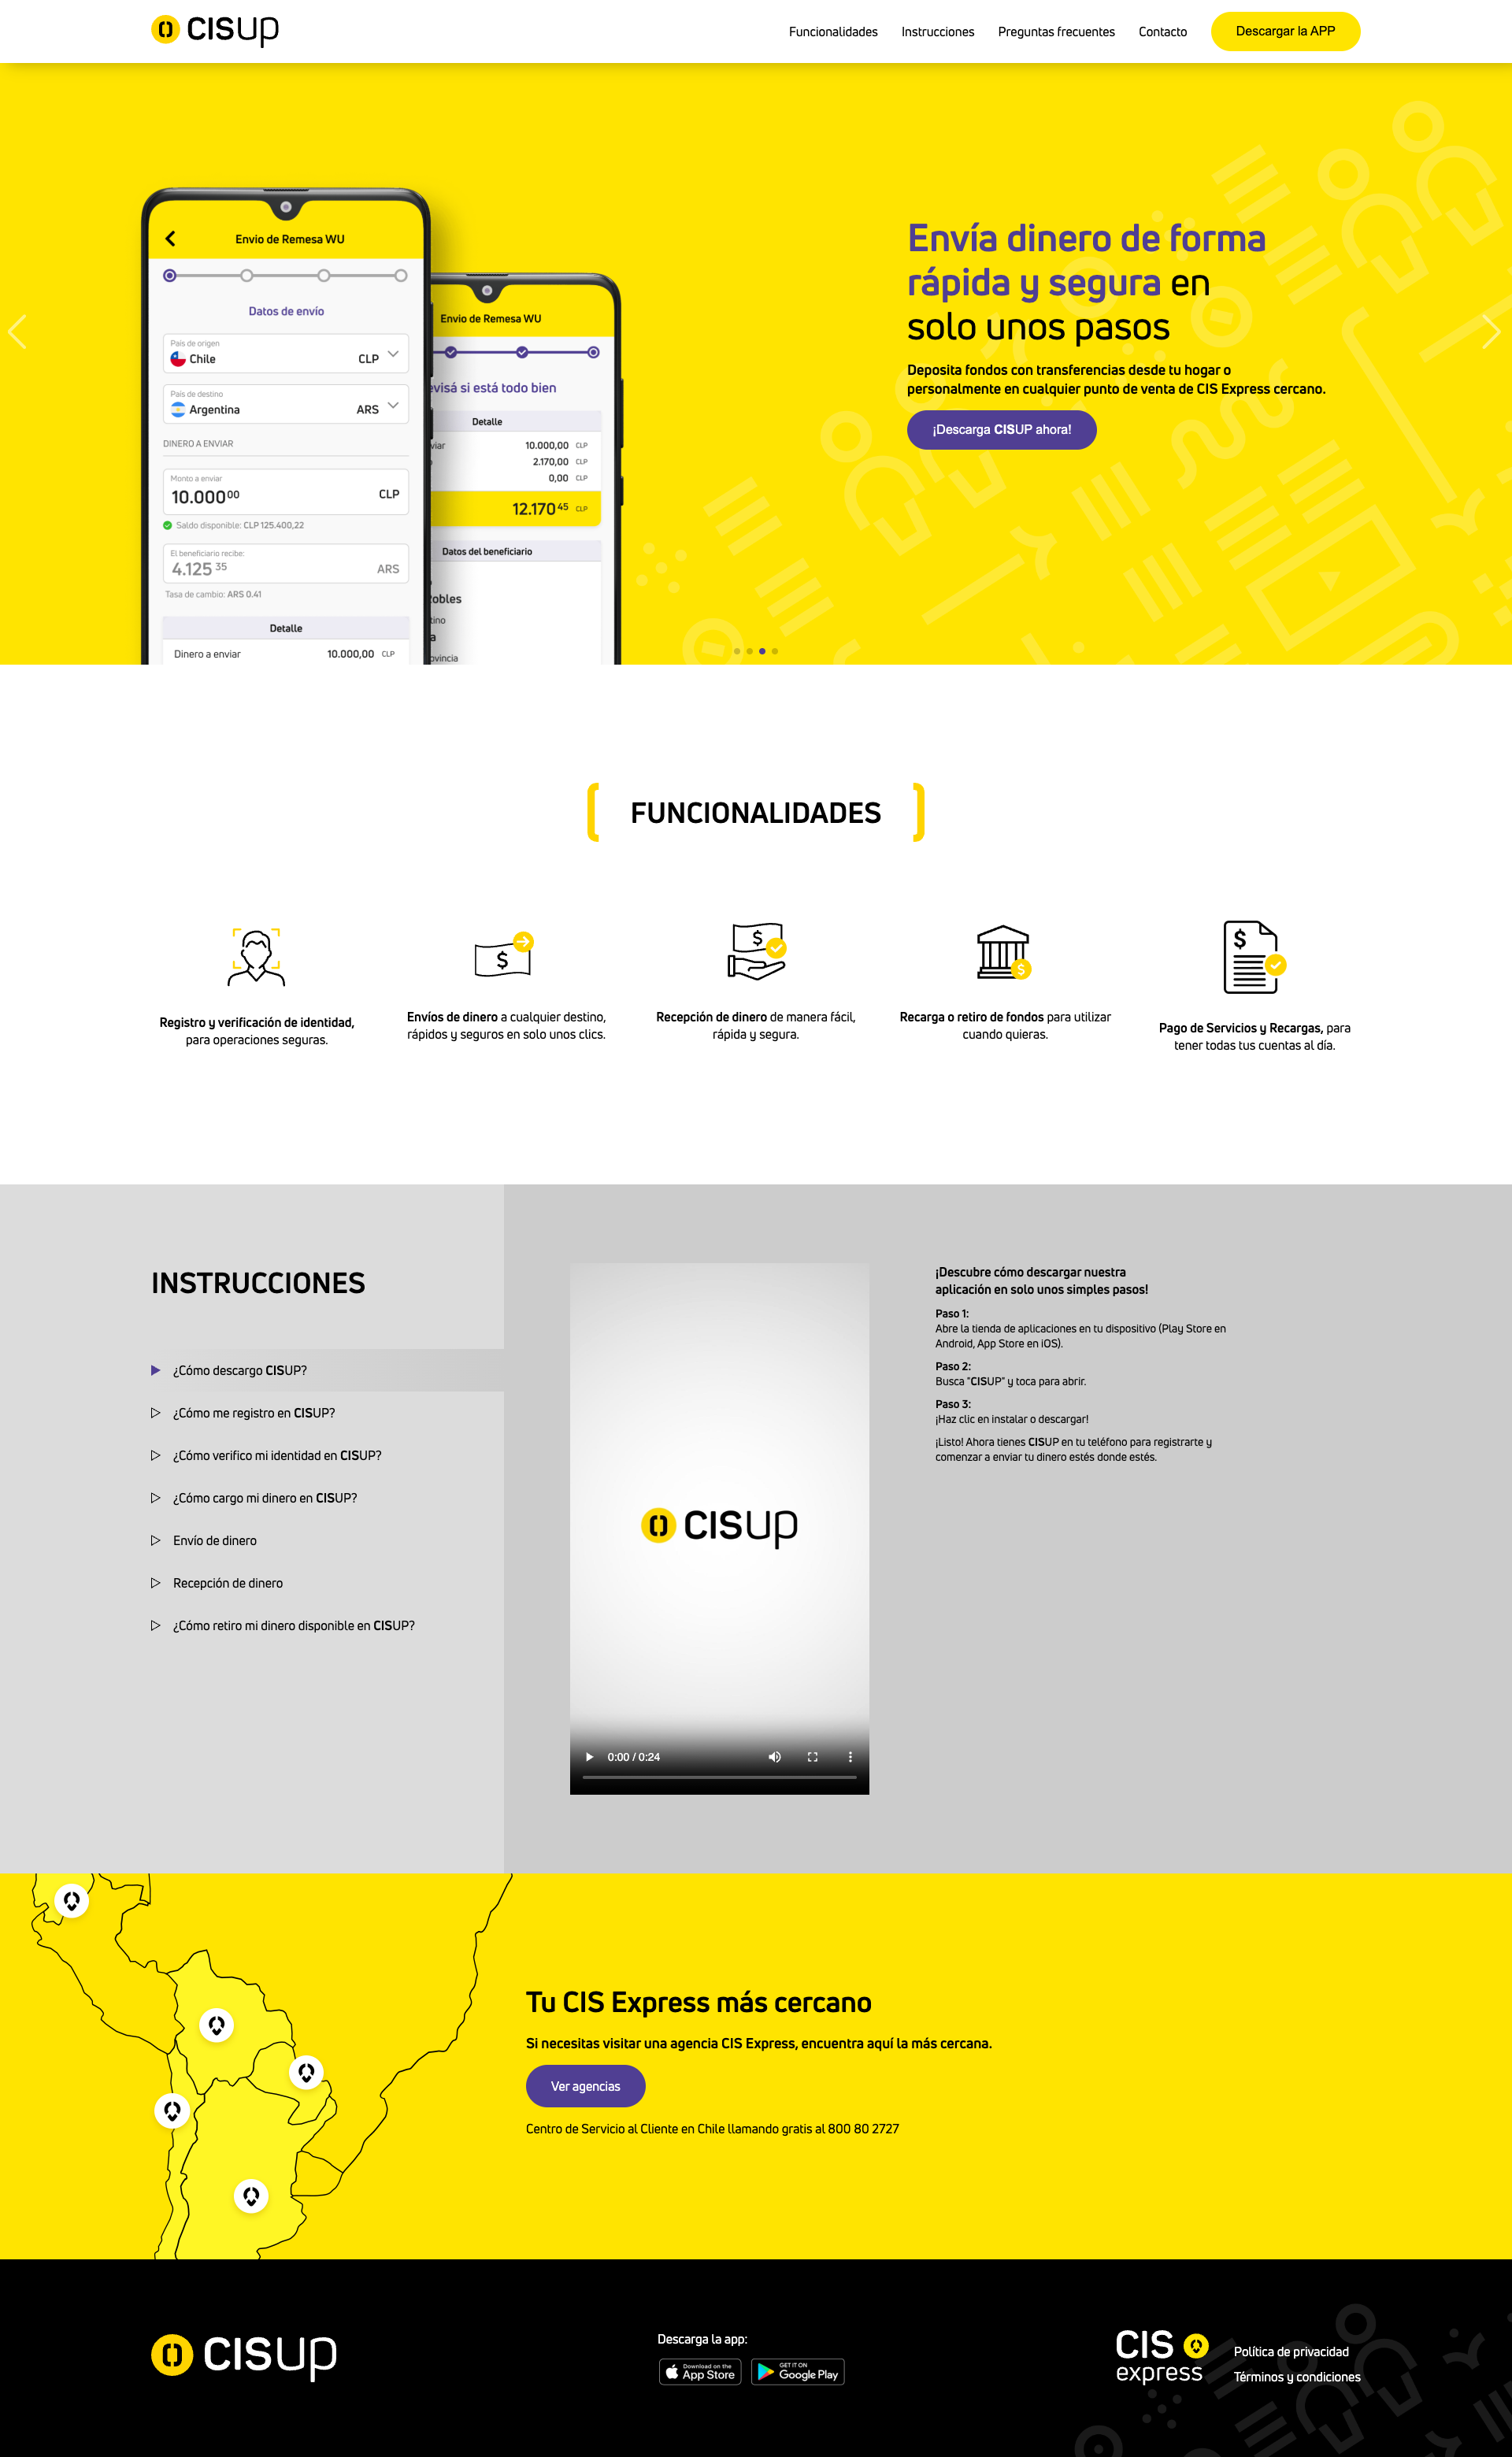 CISUP
Funcionalidades
Instrucciones
Preguntas frecuentes
Contacto
Descargar la APP
Envio de Remesa WU
Datos de envío
País de origen
Chile CLP
País de destino
Argentina ARS
DINERO A ENVIAR
Monto a enviar
10.000 00 CLP
Saldo disponible: CLP 125.400,22
El beneficiario recibe:
4.125 35 ARS
Tasa de cambio: ARS 0.41
Detalle
Dinero a enviar 10.000,00 CLP
Envio de Remesa WU
evisá si está todo bien
Detalle
viar 10.000,00 CLP
2.170,00 CLP
0,00 CLP
12.170 45 CLP
Datos del beneficiario
obles
tino
a
ovincia
Envía dinero de forma
rápida y segura en
solo unos pasos
Deposita fondos con transferencias desde tu hogar o
personalmente en cualquier punto de venta de CIS Express cercano.
¡Descarga CISUP ahora!
FUNCIONALIDADES
Registro y verificación de identidad,
para operaciones seguras.
Envíos de dinero a cualquier destino,
rápidos y seguros en solo unos clics.
Recepción de dinero de manera fácil,
rápida y segura.
Recarga o retiro de fondos para utilizar
cuando quieras.
Pago de Servicios y Recargas, para
tener todas tus cuentas al día.
INSTRUCCIONES
¿Cómo descargo CISUP?
¿Cómo me registro en CISUP?
¿Cómo verifico mi identidad en CISUP?
¿Cómo cargo mi dinero en CISUP?
Envío de dinero
Recepción de dinero
¿Cómo retiro mi dinero disponible en CISUP?
CISUP
0:00 / 0:24
¡Descubre cómo descargar nuestra
aplicación en solo unos simples pasos!
Paso 1:
Abre la tienda de aplicaciones en tu dispositivo (Play Store en
Android, App Store en iOS).
Paso 2:
Busca "CISUP" y toca para abrir.
Paso 3:
¡Haz clic en instalar o descargar!
¡Listo! Ahora tienes CISUP en tu teléfono para registrarte y
comenzar a enviar tu dinero estés donde estés.
Tu CIS Express más cercano
Si necesitas visitar una agencia CIS Express, encuentra aquí la más cercana.
Ver agencias
Centro de Servicio al Cliente en Chile llamando gratis al 800 80 2727
CISUP
Descarga la app:
Download on the
App Store
GET IT ON
Google Play
CIS
express
Política de privacidad
Términos y condiciones